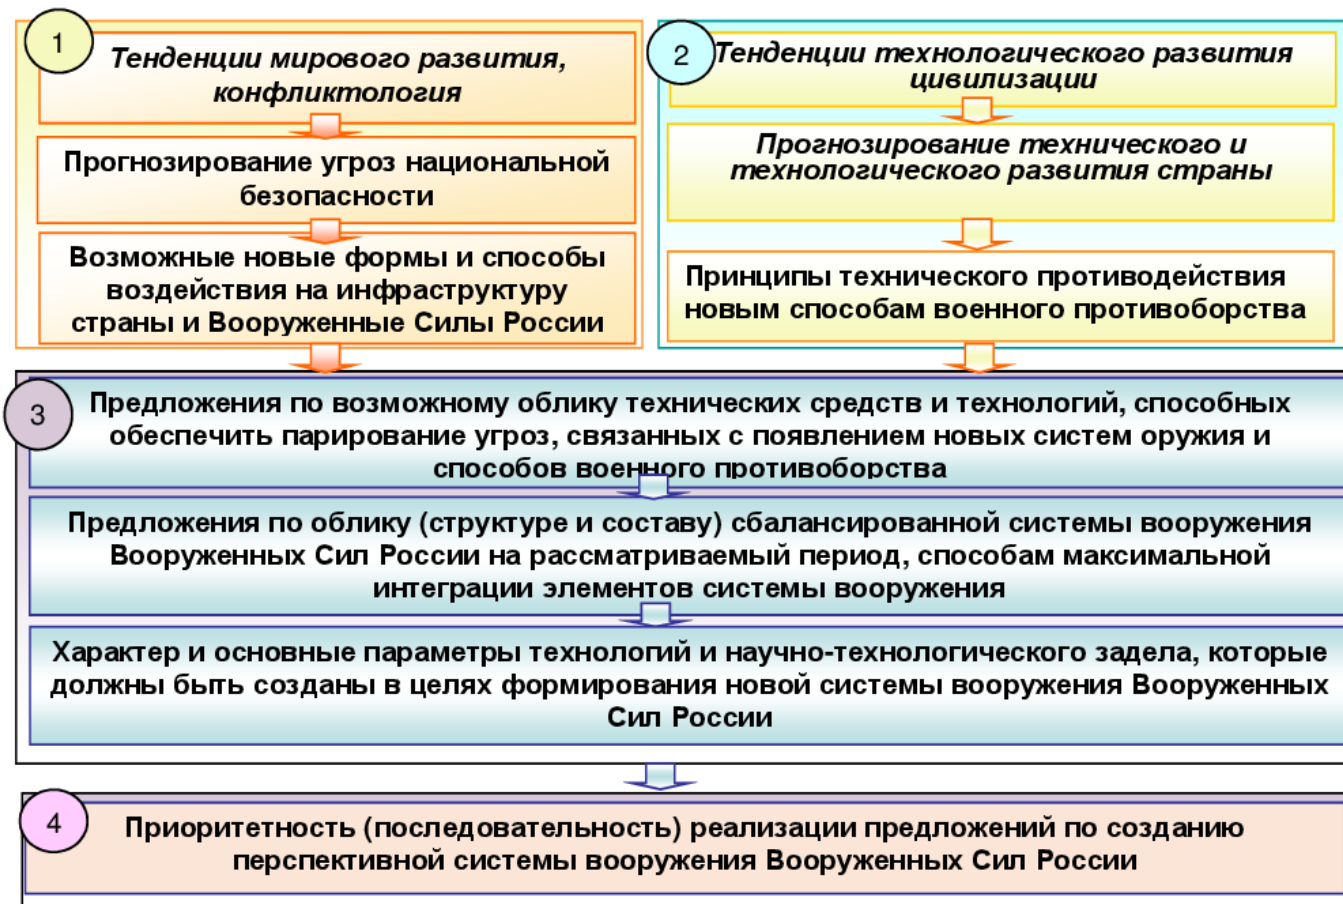 1
Тенденции мирового развития,
конфликтология
Прогнозирование угроз национальной
безопасности
Возможные новые формы и способы
воздействия на инфраструктуру
страны и Вооруженные Силы России
2
Тенденции технологического развития
цивилизации
Прогнозирование технического и
технологического развития страны
Принципы технического противодействия
новым способам военного противоборства
3
Предложения по возможному облику технических средств и технологий, способных
обеспечить парирование угроз, связанных с появлением новых систем оружия и
способов военного противоборства
Предложения по облику (структуре и составу) сбалансированной системы вооружения
Вооруженных Сил России на рассматриваемый период, способам максимальной
интеграции элементов системы вооружения
Характер и основные параметры технологий и научно-технологического задела, которые
должны быть созданы в целях формирования новой системы вооружения Вооруженных
Сил России
4
Приоритетность (последовательность) реализации предложений по созданию
перспективной системы вооружения Вооруженных Сил России